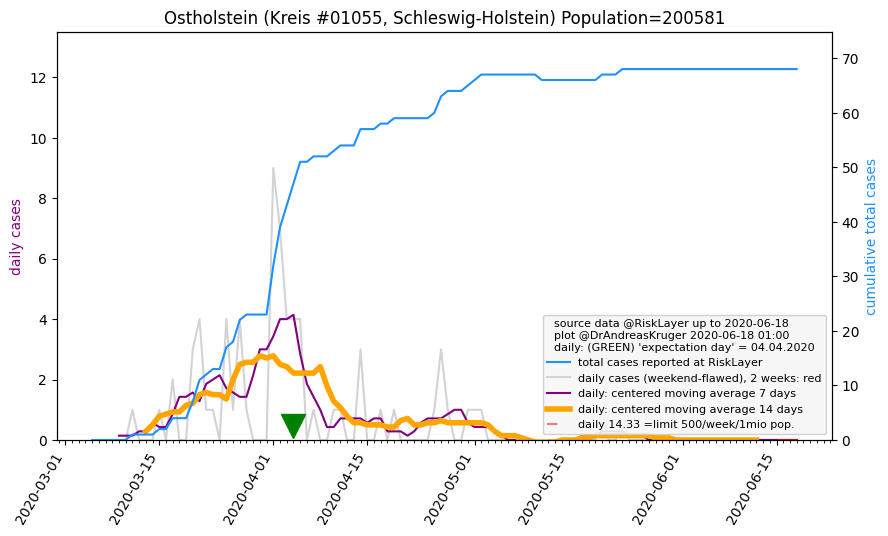 Ostholstein (Kreis #01055, Schleswig-Holstein) Population=200581
daily cases
0
2
4
6
8
10
12
0
10
20
30
40
50
60
70
cumulative total cases
2020-03-01
2020-03-15
2020-04-01
2020-04-15
2020-05-01
2020-05-15
2020-06-01
2020-06-15
source data @RiskLayer up to 2020-06-18
plot @DrAndreasKruger 2020-06-18 01:00
daily: (GREEN) 'expectation day' = 04.04.2020
total cases reported at RiskLayer
daily cases (weekend-flawed), 2 weeks: red
daily: centered moving average 7 days
daily: centered moving average 14 days
daily 14.33 =limit 500/week/1mio pop.